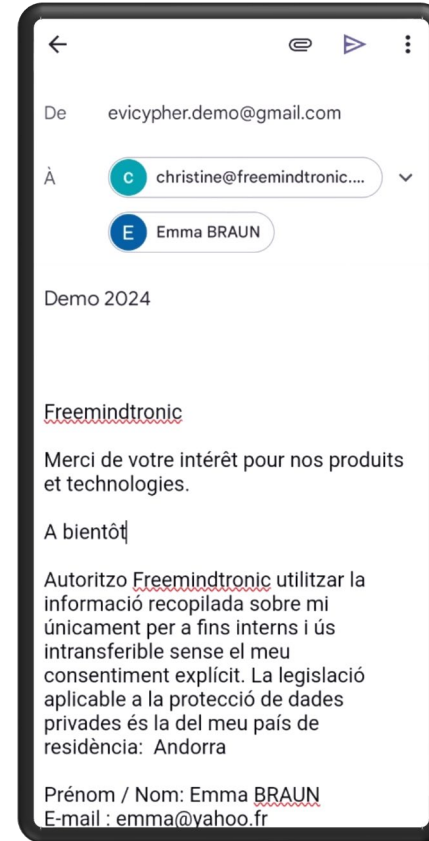 De evicypher.demo@gmail.com
À C christine@freemindtronic....
E Emma BRAUN
Demo 2024
Freemindtronic
Merci de votre intérêt pour nos produits
et technologies.
A bientôt
Autoritzo Freemindtronic utilitzar la
informació recopilada sobre mi
únicament per a fins interns i ús
intransferible sense el meu
consentiment explícit. La legislació
aplicable a la protecció de dades
privades és la del meu país de
residència:  Andorra
Prénom / Nom: Emma BRAUN
E-mail : emma@yahoo.fr